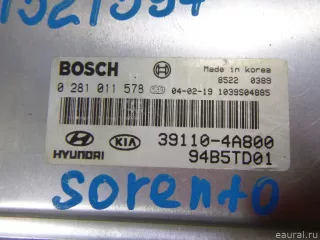 1521594
BOSCH
Made in Korea
8522 0389
0 281 011 578
04-02-19 1039S04885
HYUNDAI KIA 39110-4A800
94B5TD01
sorento
© eaural.ru